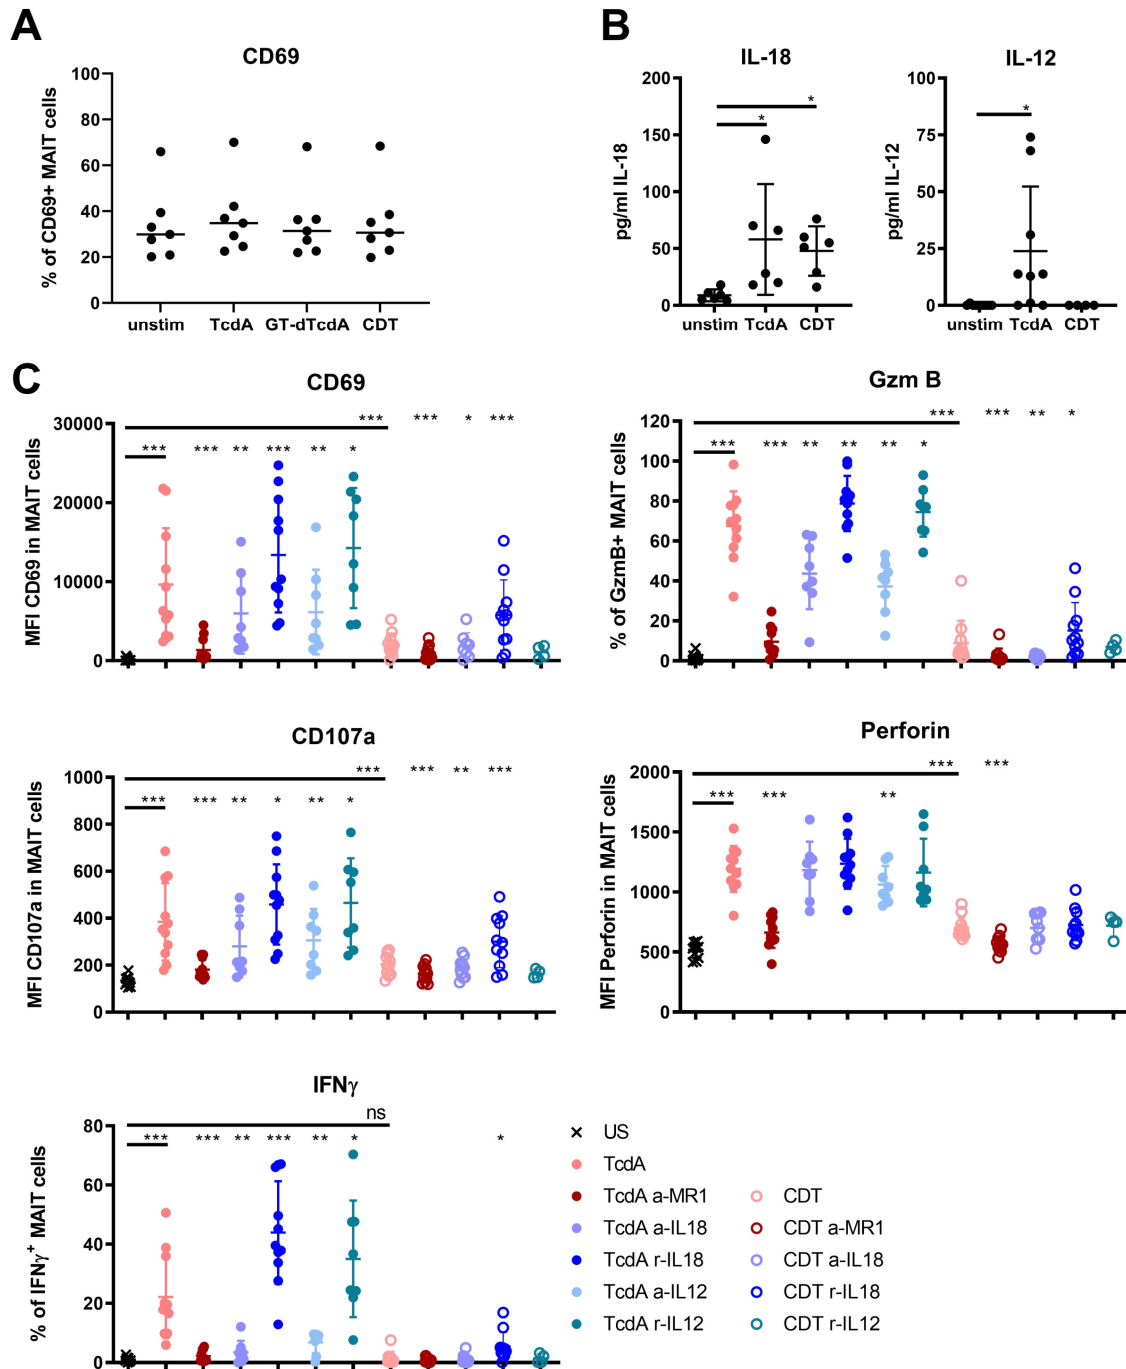 A
CD69
% of CD69+ MAIT cells
100
80
60
40
20
0
unstim TcdA GT-dTcdA CDT
B
IL-18
pg/ml IL-18
200
150
100
50
0
* *
unstim TcdA CDT
IL-12
pg/ml IL-12
100
75
50
25
0
*
unstim TcdA CDT
C
CD69
MFI CD69 in MAIT cells
30000
20000
10000
0
*** *** * ***
*** *** ** *** ** *
Gzm B
% of GzmB+ MAIT cells
120
100
80
60
40
20
0
*** *** ** *
*** *** ** ** ** *
CD107a
MFI CD107a in MAIT cells
1000
800
600
400
200
0
*** *** ** ***
*** *** ** * ** *
Perforin
MFI Perforin in MAIT cells
2000
1500
1000
500
0
*** ***
*** *** **
IFNγ
% of IFNγ+ MAIT cells
80
60
40
20
0
ns
*** *** ** *** ** * *
US
TcdA
TcdA a-MR1
TcdA a-IL18
TcdA r-IL18
TcdA a-IL12
TcdA r-IL12
CDT
CDT a-MR1
CDT a-IL18
CDT r-IL18
CDT r-IL12